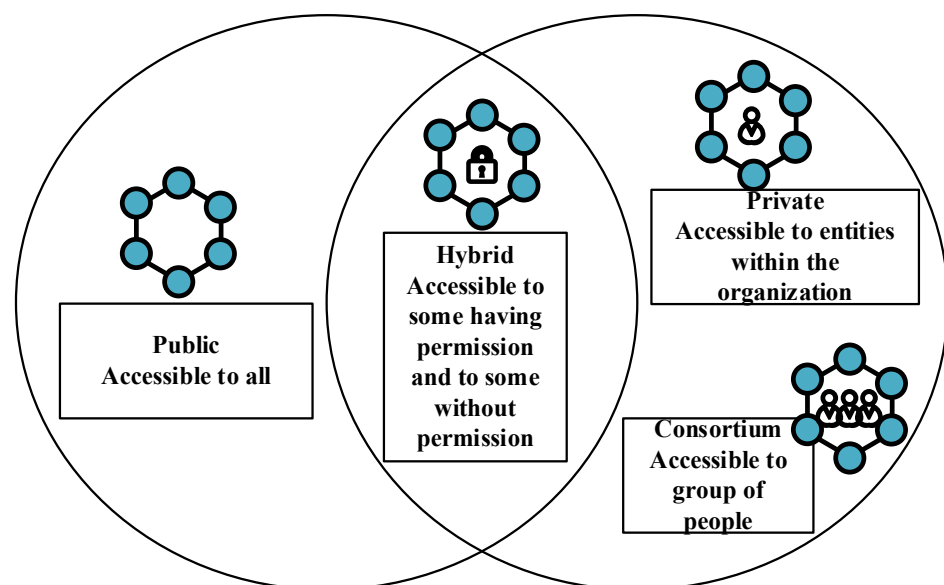 Public
Accessible to all
Hybrid
Accessible to
some having
permission
and to some
without
permission
Private
Accessible to entities
within the
organization
Consortium
Accessible to
group of
people